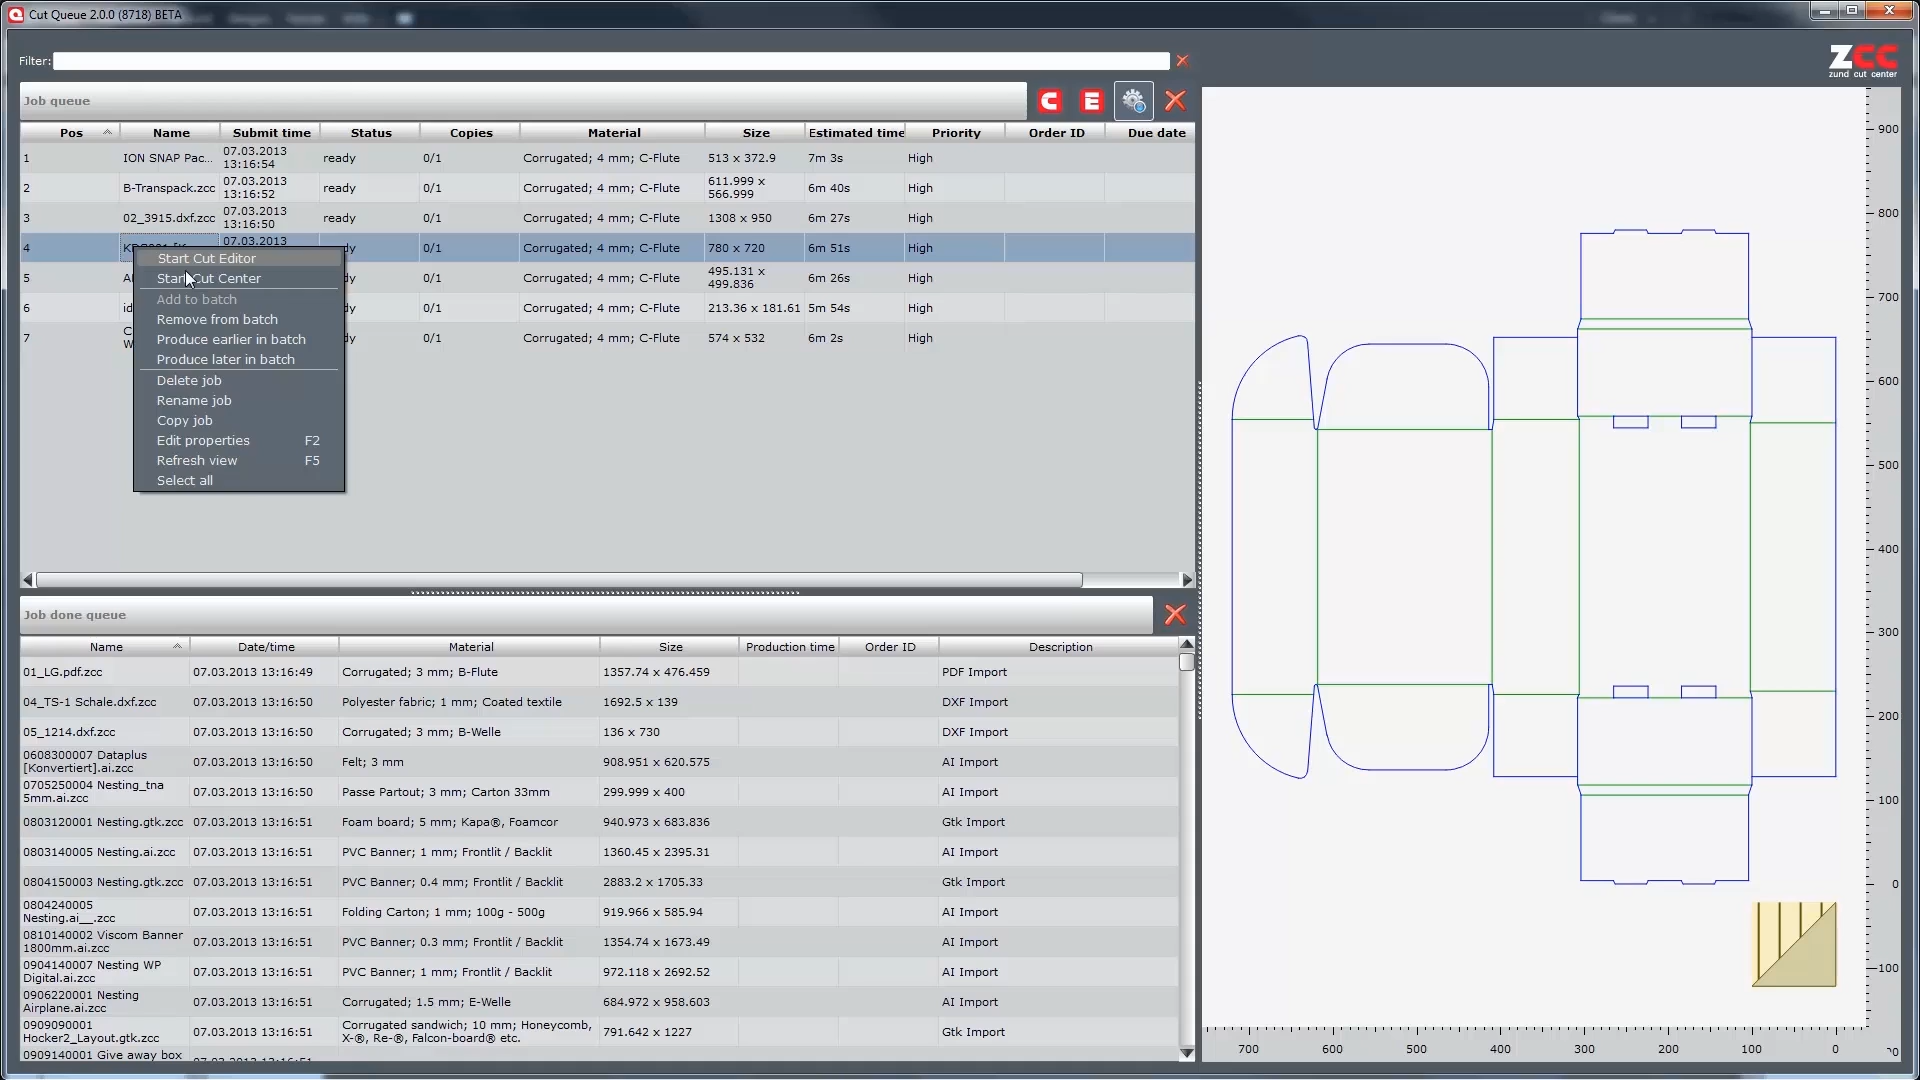 Cut Queue 2.0.0 (8718) BETA
Filter:
ZCC
zund cut center
Job queue
C E
Pos Name Submit time Status Copies Material Size Estimated time Priority Order ID Due date
1 ION SNAP Pac... 07.03.2013 13:16:54 ready 0/1 Corrugated; 4 mm; C-Flute 513 x 372.9 7m 3s High
2 B-Transpack.zcc 07.03.2013 13:16:52 ready 0/1 Corrugated; 4 mm; C-Flute 611.999 x 566.999 6m 40s High
3 02_3915.dxf.zcc 07.03.2013 13:16:50 ready 0/1 Corrugated; 4 mm; C-Flute 1308 x 950 6m 27s High
4 07.03.2013 dy 0/1 Corrugated; 4 mm; C-Flute 780 x 720 6m 51s High
5 dy 0/1 Corrugated; 4 mm; C-Flute 495.131 x 499.836 6m 26s High
6 id dy 0/1 Corrugated; 4 mm; C-Flute 213.36 x 181.61 5m 54s High
7 C W dy 0/1 Corrugated; 4 mm; C-Flute 574 x 532 6m 2s High
Start Cut Editor
Start Cut Center
Add to batch
Remove from batch
Produce earlier in batch
Produce later in batch
Delete job
Rename job
Copy job
Edit properties F2
Refresh view F5
Select all
Job done queue
Name Date/time Material Size Production time Order ID Description
01_LG.pdf.zcc 07.03.2013 13:16:49 Corrugated; 3 mm; B-Flute 1357.74 x 476.459 PDF Import
04_TS-1 Schale.dxf.zcc 07.03.2013 13:16:50 Polyester fabric; 1 mm; Coated textile 1692.5 x 139 DXF Import
05_1214.dxf.zcc 07.03.2013 13:16:50 Corrugated; 3 mm; B-Welle 136 x 730 DXF Import
0608300007 Dataplus [Konvertiert].ai.zcc 07.03.2013 13:16:50 Felt; 3 mm 908.951 x 620.575 AI Import
0705250004 Nesting_tna 5mm.ai.zcc 07.03.2013 13:16:50 Passe Partout; 3 mm; Carton 33mm 299.999 x 400 AI Import
0803120001 Nesting.gtk.zcc 07.03.2013 13:16:51 Foam board; 5 mm; Kapa®, Foamcor 940.973 x 683.836 Gtk Import
0803140005 Nesting.ai.zcc 07.03.2013 13:16:51 PVC Banner; 1 mm; Frontlit / Backlit 1360.45 x 2395.31 AI Import
0804150003 Nesting.gtk.zcc 07.03.2013 13:16:51 PVC Banner; 0.4 mm; Frontlit / Backlit 2883.2 x 1705.33 Gtk Import
0804240005 Nesting.ai__.zcc 07.03.2013 13:16:51 Folding Carton; 1 mm; 100g - 500g 919.966 x 585.94 AI Import
0810140002 Viscom Banner 1800mm.ai.zcc 07.03.2013 13:16:51 PVC Banner; 0.3 mm; Frontlit / Backlit 1354.74 x 1673.49 AI Import
0904140007 Nesting WP Digital.ai.zcc 07.03.2013 13:16:51 PVC Banner; 1 mm; Frontlit / Backlit 972.118 x 2692.52 AI Import
0906220001 Nesting Airplane.ai.zcc 07.03.2013 13:16:51 Corrugated; 1.5 mm; E-Welle 684.972 x 958.603 AI Import
0909090001 Hocker2_Layout.gtk.zcc 07.03.2013 13:16:51 Corrugated sandwich; 10 mm; Honeycomb, X-®, Re-®, Falcon-board® etc. 791.642 x 1227 Gtk Import
0909140001 Give away box
900
800
700
600
500
400
300
200
100
0
-100
700 600 500 400 300 200 100 0